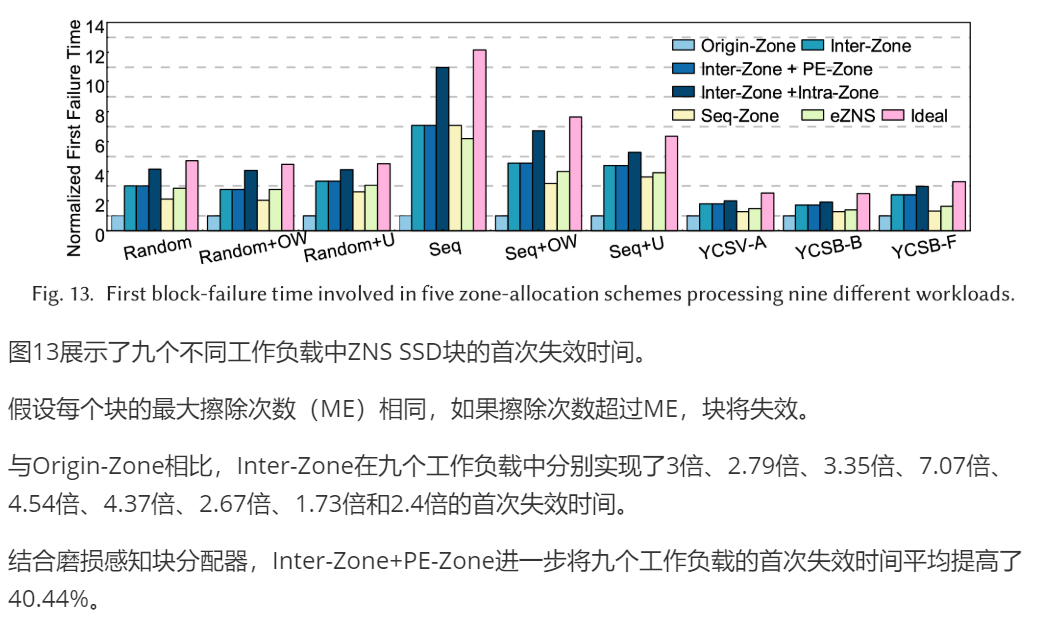 14
12
10
8
6
4
2
0
Normalized First Failure Time
Origin-Zone Inter-Zone
Inter-Zone + PE-Zone
Inter-Zone +Intra-Zone
Seq-Zone eZNS Ideal
Random Random+OW Random+U Seq Seq+OW Seq+U YCSV-A YCSB-B YCSB-F
Fig. 13. First block-failure time involved in five zone-allocation schemes processing nine different workloads.
图13展示了九个不同工作负载中ZNS SSD块的首次失效时间。
假设每个块的最大擦除次数（ME）相同，如果擦除次数超过ME，块将失效。
与Origin-Zone相比，Inter-Zone在九个工作负载中分别实现了3倍、2.79倍、3.35倍、7.07倍、
4.54倍、4.37倍、2.67倍、1.73倍和2.4倍的首次失效时间。
结合磨损感知块分配器，Inter-Zone+PE-Zone进一步将九个工作负载的首次失效时间平均提高了
40.44%。